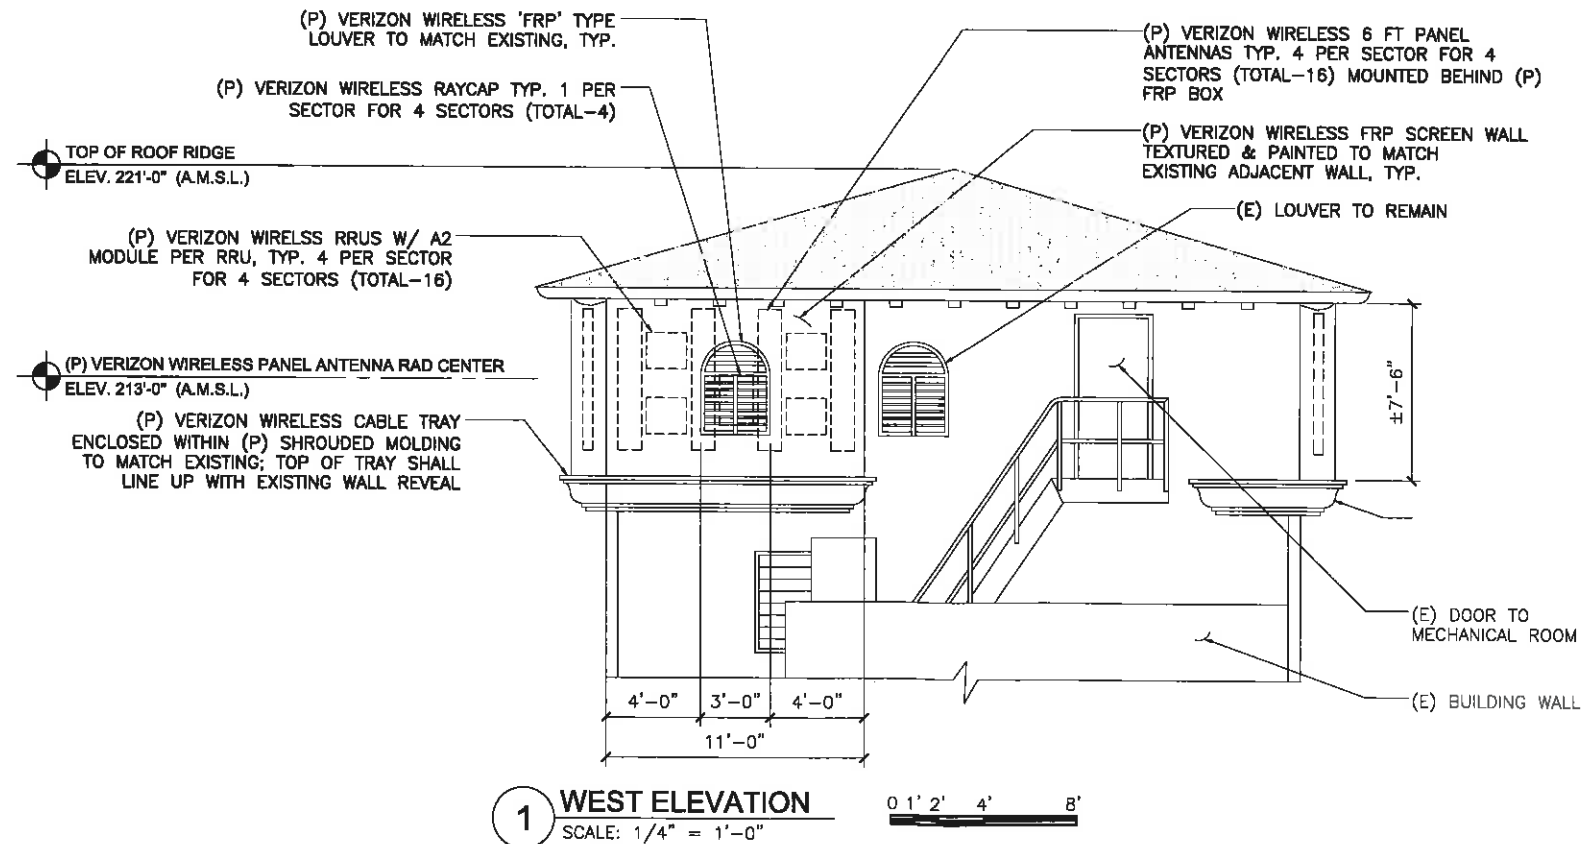 (P) VERIZON WIRELESS 'FRP' TYPE
LOUVER TO MATCH EXISTING, TYP.
(P) VERIZON WIRELESS RAYCAP TYP. 1 PER
SECTOR FOR 4 SECTORS (TOTAL-4)
TOP OF ROOF RIDGE
ELEV. 221'-0" (A.M.S.L.)
(P) VERIZON WIRELSS RRUS W/ A2
MODULE PER RRU, TYP. 4 PER SECTOR
FOR 4 SECTORS (TOTAL-16)
(P) VERIZON WIRELESS PANEL ANTENNA RAD CENTER
ELEV. 213'-0" (A.M.S.L.)
(P) VERIZON WIRELESS CABLE TRAY
ENCLOSED WITHIN (P) SHROUDED MOLDING
TO MATCH EXISTING; TOP OF TRAY SHALL
LINE UP WITH EXISTING WALL REVEAL
(P) VERIZON WIRELESS 6 FT PANEL
ANTENNAS TYP. 4 PER SECTOR FOR 4
SECTORS (TOTAL-16) MOUNTED BEHIND (P)
FRP BOX
(P) VERIZON WIRELESS FRP SCREEN WALL
TEXTURED & PAINTED TO MATCH
EXISTING ADJACENT WALL, TYP.
(E) LOUVER TO REMAIN
±7'-6"
(E) DOOR TO
MECHANICAL ROOM
(E) BUILDING WALL
4'-0" 3'-0" 4'-0"
11'-0"
1 WEST ELEVATION
SCALE: 1/4" = 1'-0"
0 1' 2' 4' 8'